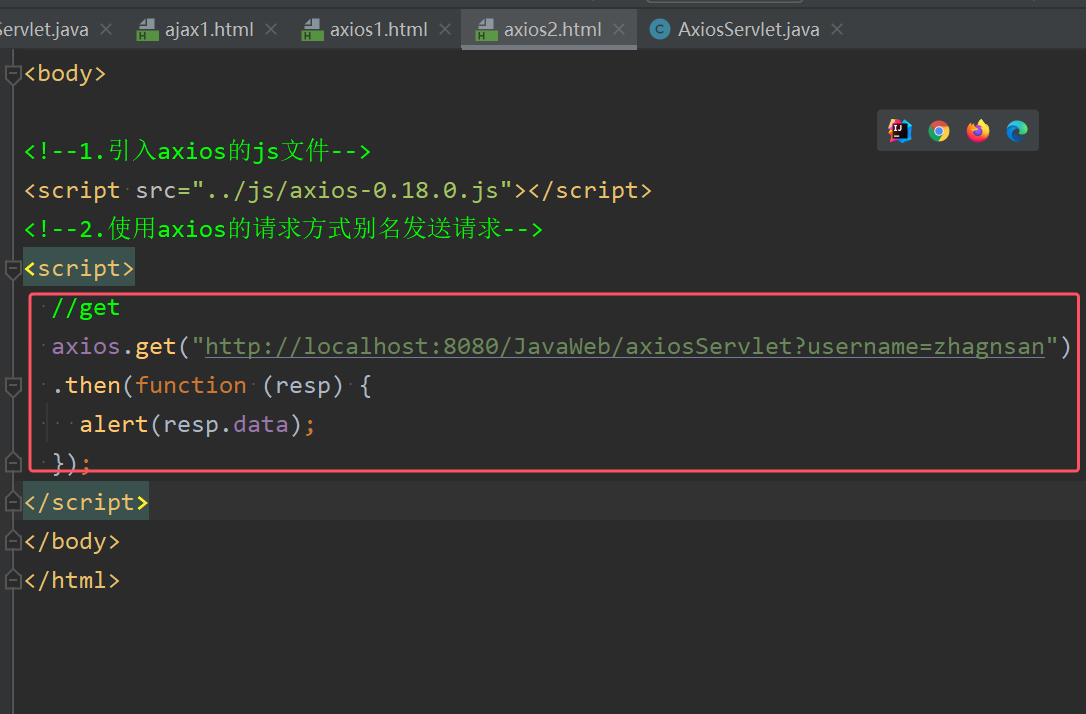 Servlet.java
ajax1.html
axios1.html
axios2.html
AxiosServlet.java
<body>
<!--1.引入axios的js文件-->
<script src="../js/axios-0.18.0.js"></script>
<!--2.使用axios的请求方式别名发送请求-->
<script>
//get
axios.get("http://localhost:8080/JavaWeb/axiosServlet?username=zhagnsan")
.then(function (resp) {
alert(resp.data);
});
</script>
</body>
</html>